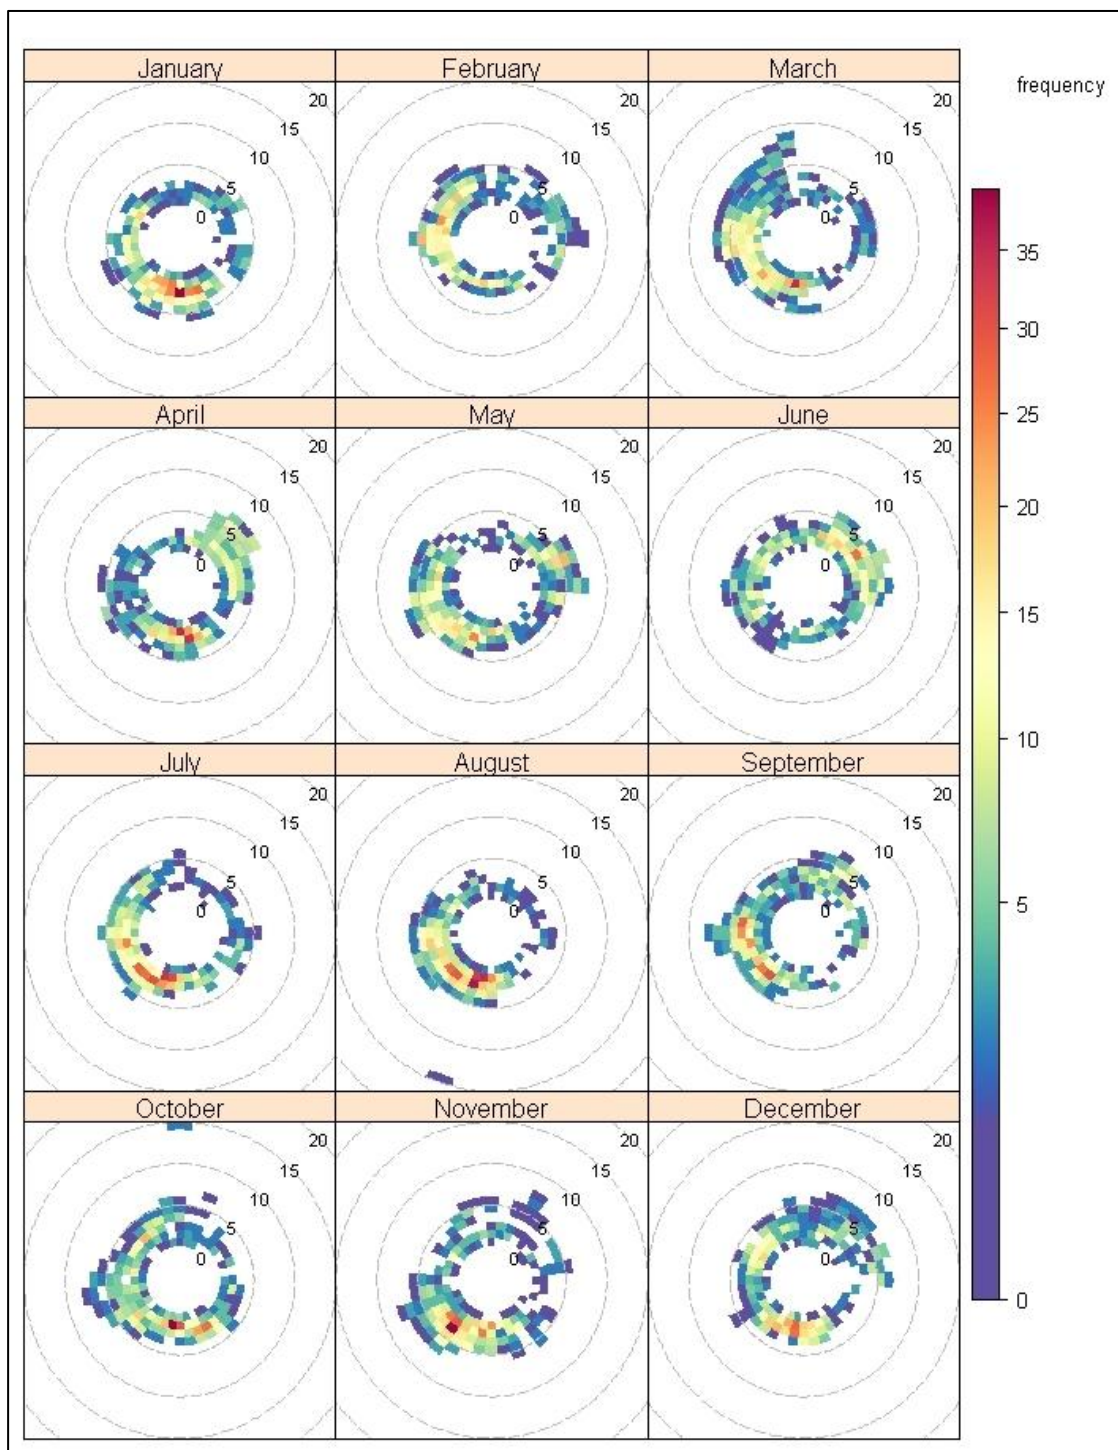 January February March
frequency
20 20 20
15 15 15
10 10 10
5 5 5
0 0 0
35
30
April May June
25
20 20 20
15 15 15
20
10 10 10
5 5 5
0 0 0
15
10
July August September
20 20 20
15 15 15
10 10 10
5 5 5
5
0 0 0
October November December
20 20 20
15 15 15
10 10 10
5 5 5
0 0 0
0